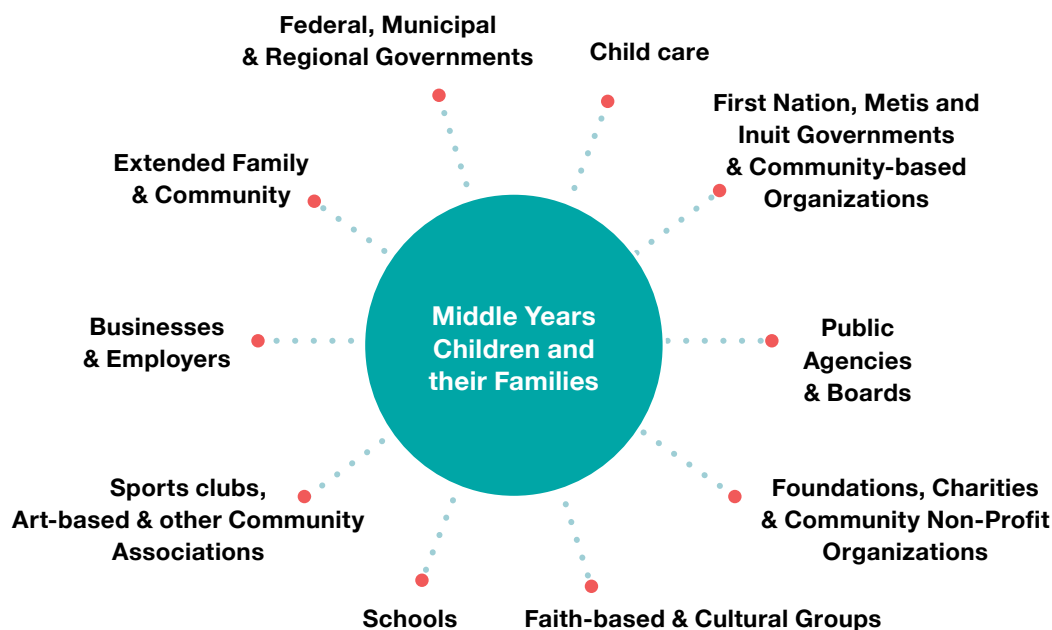 Federal, Municipal
& Regional Governments
Child care
First Nation, Metis and
Inuit Governments
& Community-based
Organizations
Extended Family
& Community
Middle Years
Children and
their Families
Businesses
& Employers
Public
Agencies
& Boards
Sports clubs,
Art-based & other Community
Associations
Foundations, Charities
& Community Non-Profit
Organizations
Schools
Faith-based & Cultural Groups